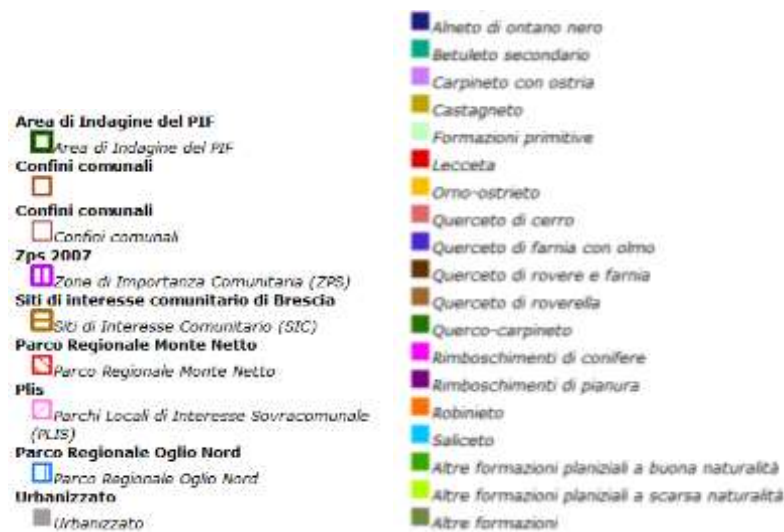 Area di Indagine del PIF
Area di Indagine del PIF
Confini comunali
Confini comunali
Confini comunali
Zps 2007
Zone di Importanza Comunitaria (ZPS)
Siti di interesse comunitario di Brescia
Siti di Interesse Comunitario (SIC)
Parco Regionale Monte Netto
Parco Regionale Monte Netto
Plis
Parchi Locali di Interesse Sovracomunale
(PLIS)
Parco Regionale Oglio Nord
Parco Regionale Oglio Nord
Urbanizzato
Urbanizzato
Alneto di ontano nero
Betuleto secondario
Carpineto con ostria
Castagneto
Formazioni primitive
Lecceta
Orno-ostrieto
Querceto di cerro
Querceto di farnia con olmo
Querceto di rovere e farnia
Querceto di roverella
Querco-carpineto
Rimboschimenti di conifere
Rimboschimenti di pianura
Robinieto
Saliceto
Altre formazioni planiziali a buona naturalità
Altre formazioni planiziali a scarsa naturalità
Altre formazioni